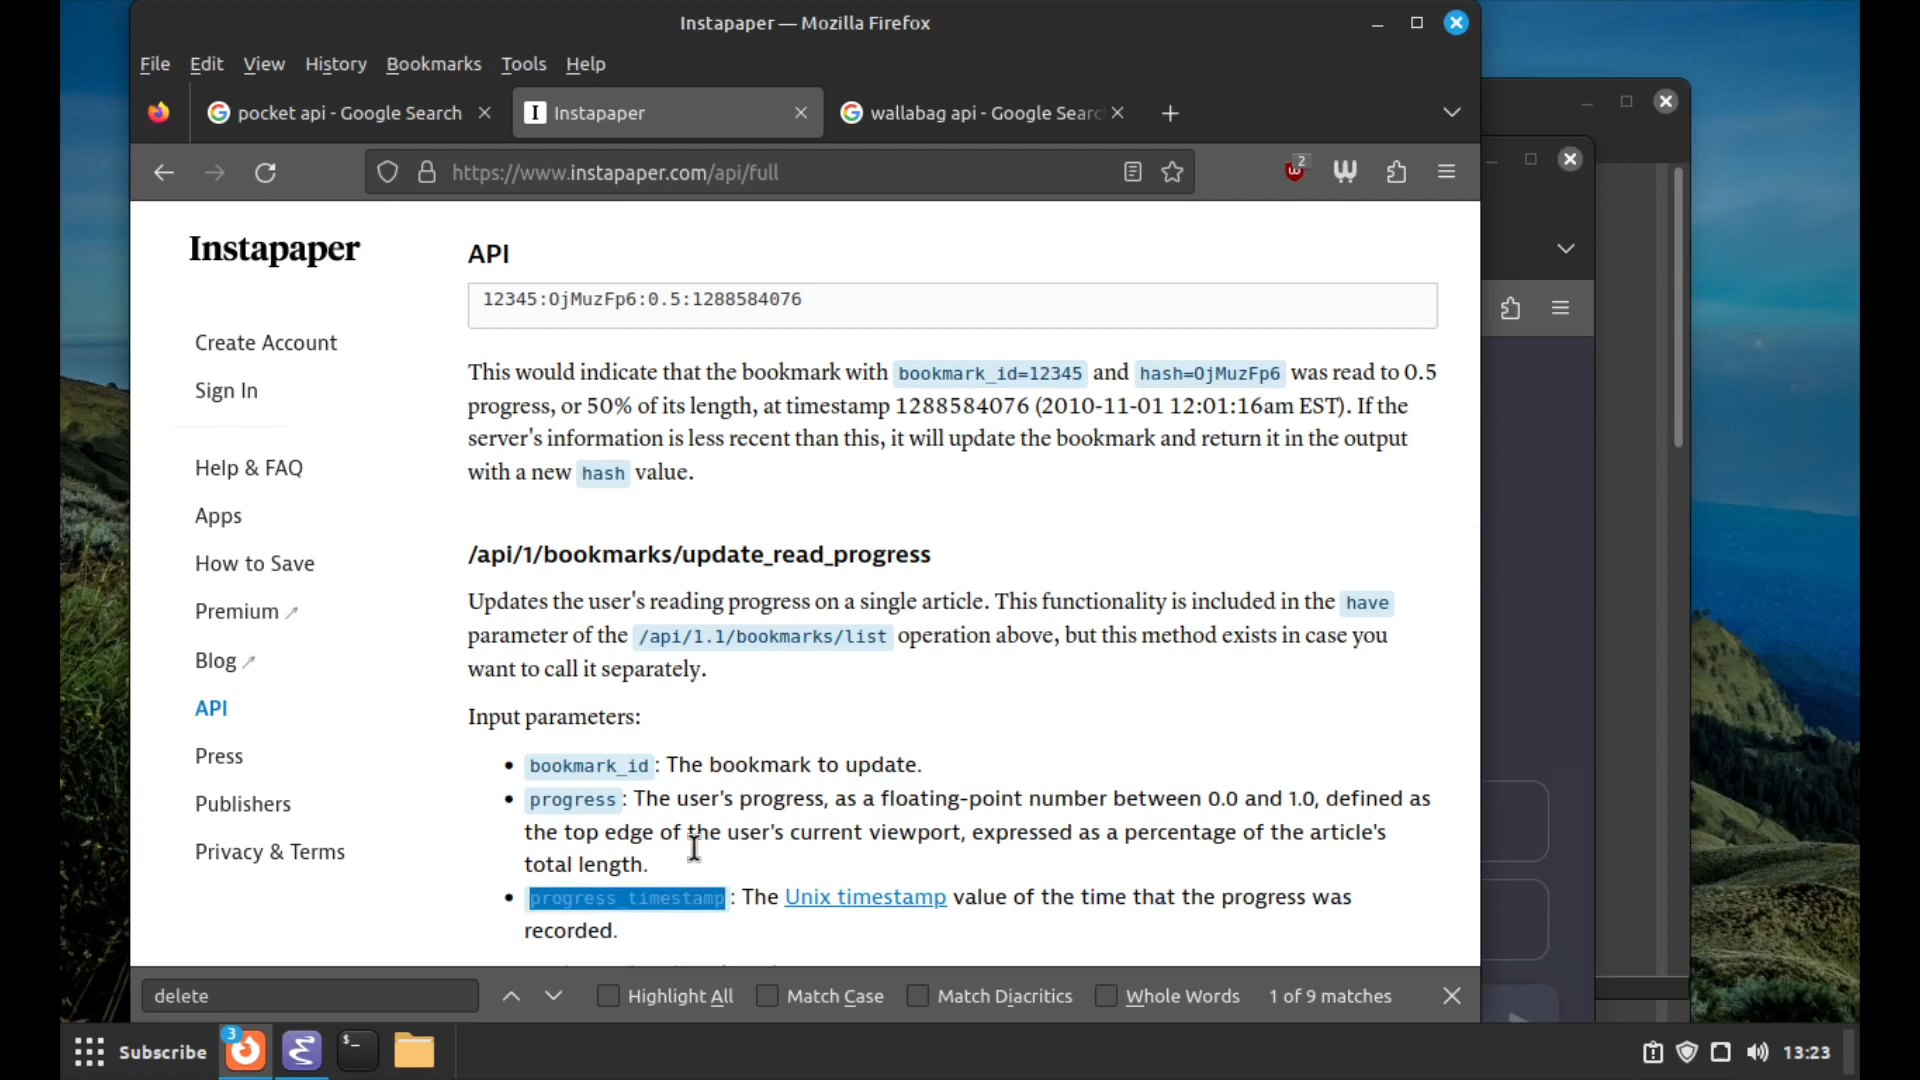 Instapaper — Mozilla Firefox
File Edit View History Bookmarks Tools Help
pocket api - Google Search
Instapaper
wallabag api - Google Searc
https://www.instapaper.com/api/full
2
Instapaper
Create Account
Sign In
Help & FAQ
Apps
How to Save
Premium
Blog
API
Press
Publishers
Privacy & Terms
API
12345:OjMuzFp6:0.5:1288584076
This would indicate that the bookmark with bookmark_id=12345 and hash=OjMuzFp6 was read to 0.5
progress, or 50% of its length, at timestamp 1288584076 (2010-11-01 12:01:16am EST). If the
server's information is less recent than this, it will update the bookmark and return it in the output
with a new hash value.
/api/1/bookmarks/update_read_progress
Updates the user's reading progress on a single article. This functionality is included in the have
parameter of the /api/1.1/bookmarks/list operation above, but this method exists in case you
want to call it separately.
Input parameters:
• bookmark_id: The bookmark to update.
• progress: The user's progress, as a floating-point number between 0.0 and 1.0, defined as
the top edge of the user's current viewport, expressed as a percentage of the article's
total length.
• progress_timestamp: The Unix timestamp value of the time that the progress was
recorded.
delete
Highlight All
Match Case
Match Diacritics
Whole Words
1 of 9 matches
Subscribe
3
13:23